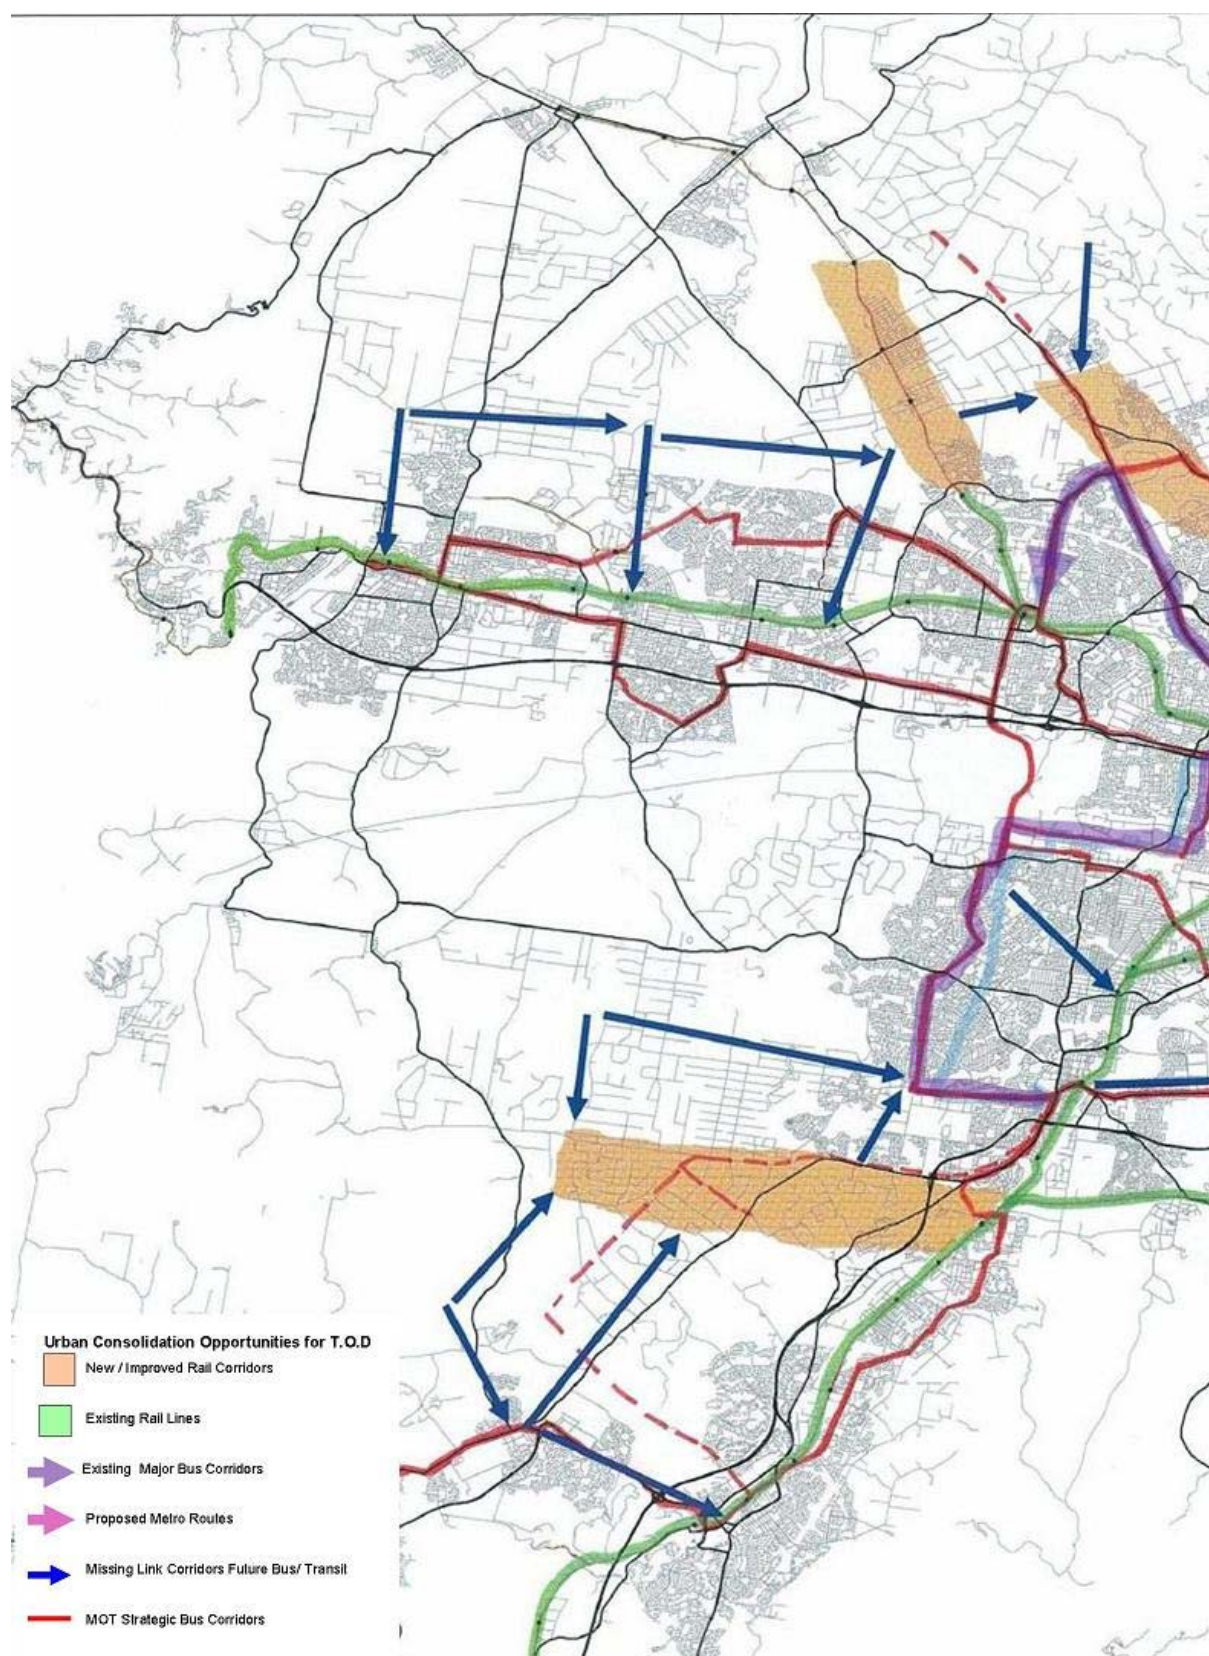 Urban Consolidation Opportunities for T.O.D
New / Improved Rail Corridors
Existing Rail Lines
Existing Major Bus Corridors
Proposed Metro Routes
Missing Link Corridors Future Bus/ Transit
MOT Strategic Bus Corridors